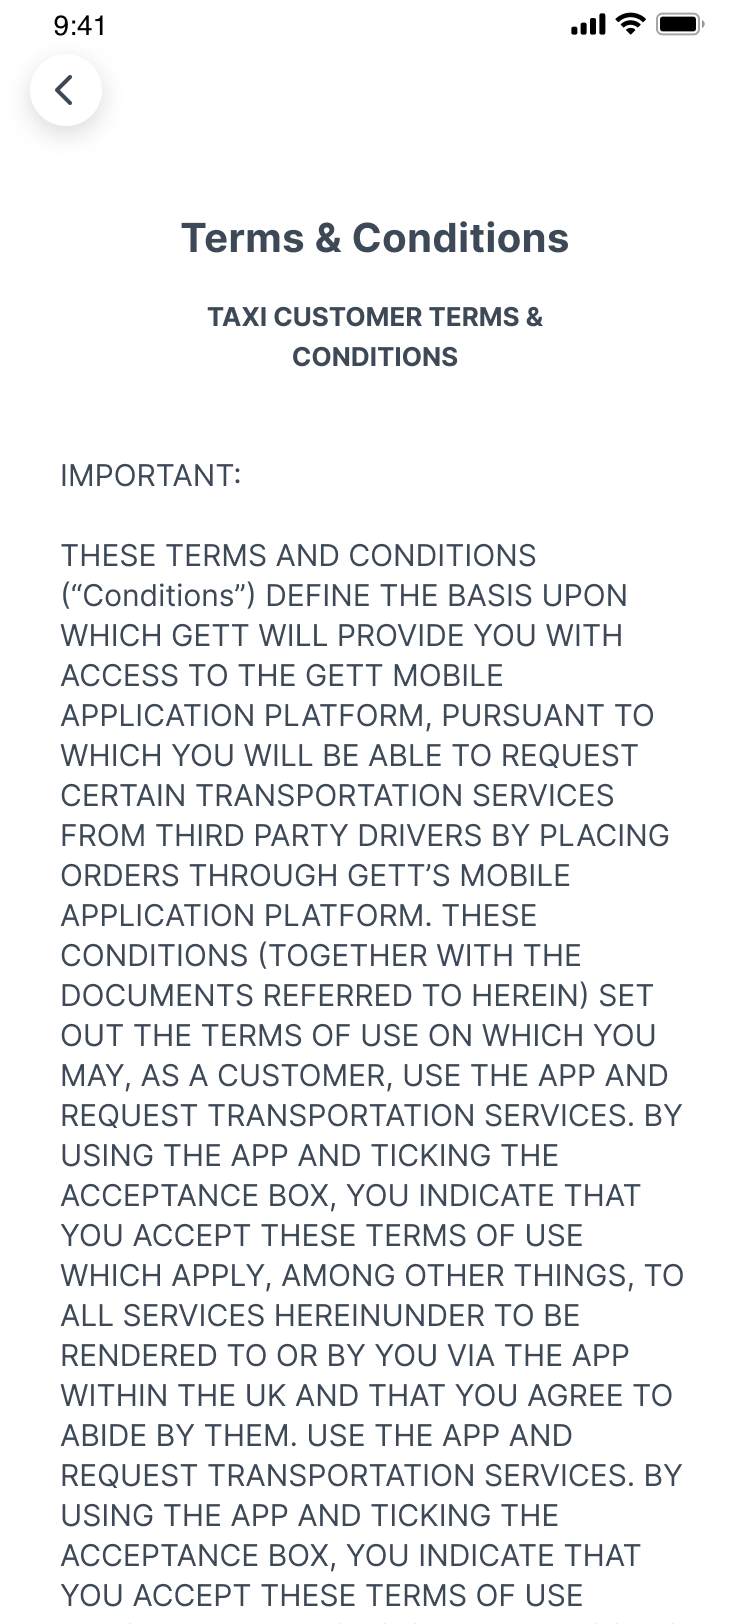 9:41
Terms & Conditions
TAXI CUSTOMER TERMS &
CONDITIONS
IMPORTANT:
THESE TERMS AND CONDITIONS
(“Conditions”) DEFINE THE BASIS UPON
WHICH GETT WILL PROVIDE YOU WITH
ACCESS TO THE GETT MOBILE
APPLICATION PLATFORM, PURSUANT TO
WHICH YOU WILL BE ABLE TO REQUEST
CERTAIN TRANSPORTATION SERVICES
FROM THIRD PARTY DRIVERS BY PLACING
ORDERS THROUGH GETT’S MOBILE
APPLICATION PLATFORM. THESE
CONDITIONS (TOGETHER WITH THE
DOCUMENTS REFERRED TO HEREIN) SET
OUT THE TERMS OF USE ON WHICH YOU
MAY, AS A CUSTOMER, USE THE APP AND
REQUEST TRANSPORTATION SERVICES. BY
USING THE APP AND TICKING THE
ACCEPTANCE BOX, YOU INDICATE THAT
YOU ACCEPT THESE TERMS OF USE
WHICH APPLY, AMONG OTHER THINGS, TO
ALL SERVICES HEREINUNDER TO BE
RENDERED TO OR BY YOU VIA THE APP
WITHIN THE UK AND THAT YOU AGREE TO
ABIDE BY THEM. USE THE APP AND
REQUEST TRANSPORTATION SERVICES. BY
USING THE APP AND TICKING THE
ACCEPTANCE BOX, YOU INDICATE THAT
YOU ACCEPT THESE TERMS OF USE